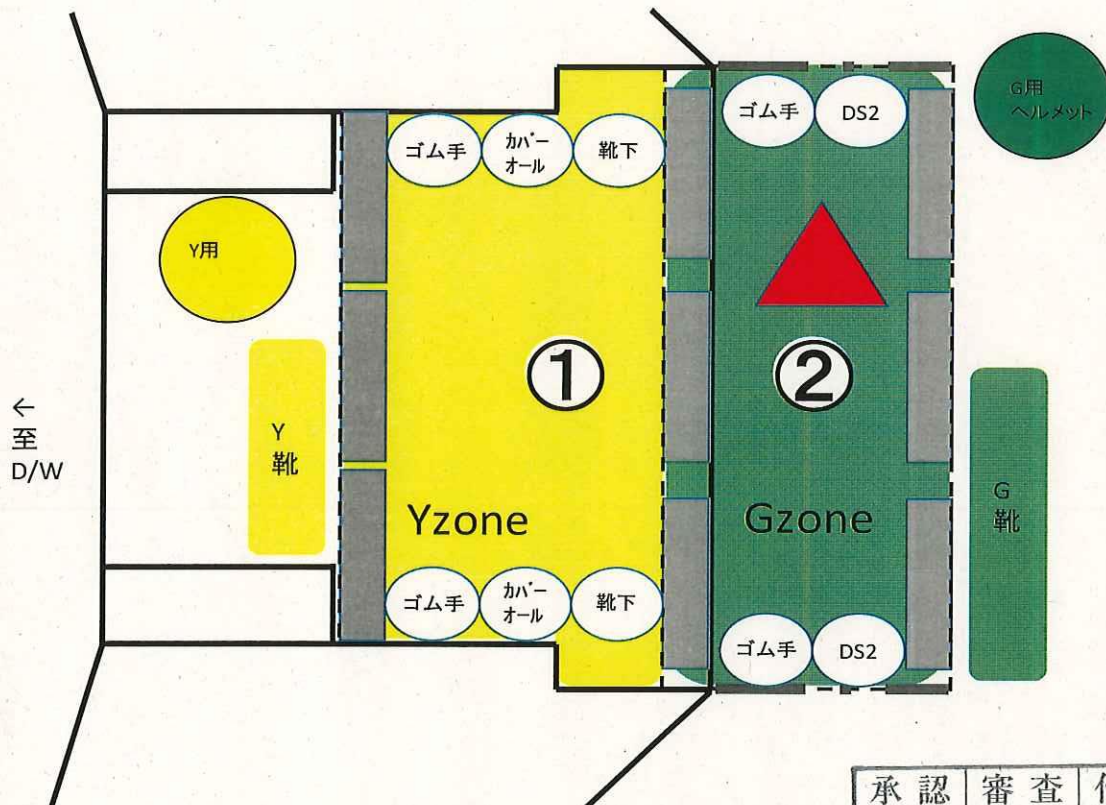 G用
ヘルメット
ゴム手
カバー
オール
靴下
ゴム手
DS2
Y用
①
②
←
至
D/W
Y
靴
G
靴
Yzone
Gzone
ゴム手
カバー
オール
靴下
ゴム手
DS2
承認 審査